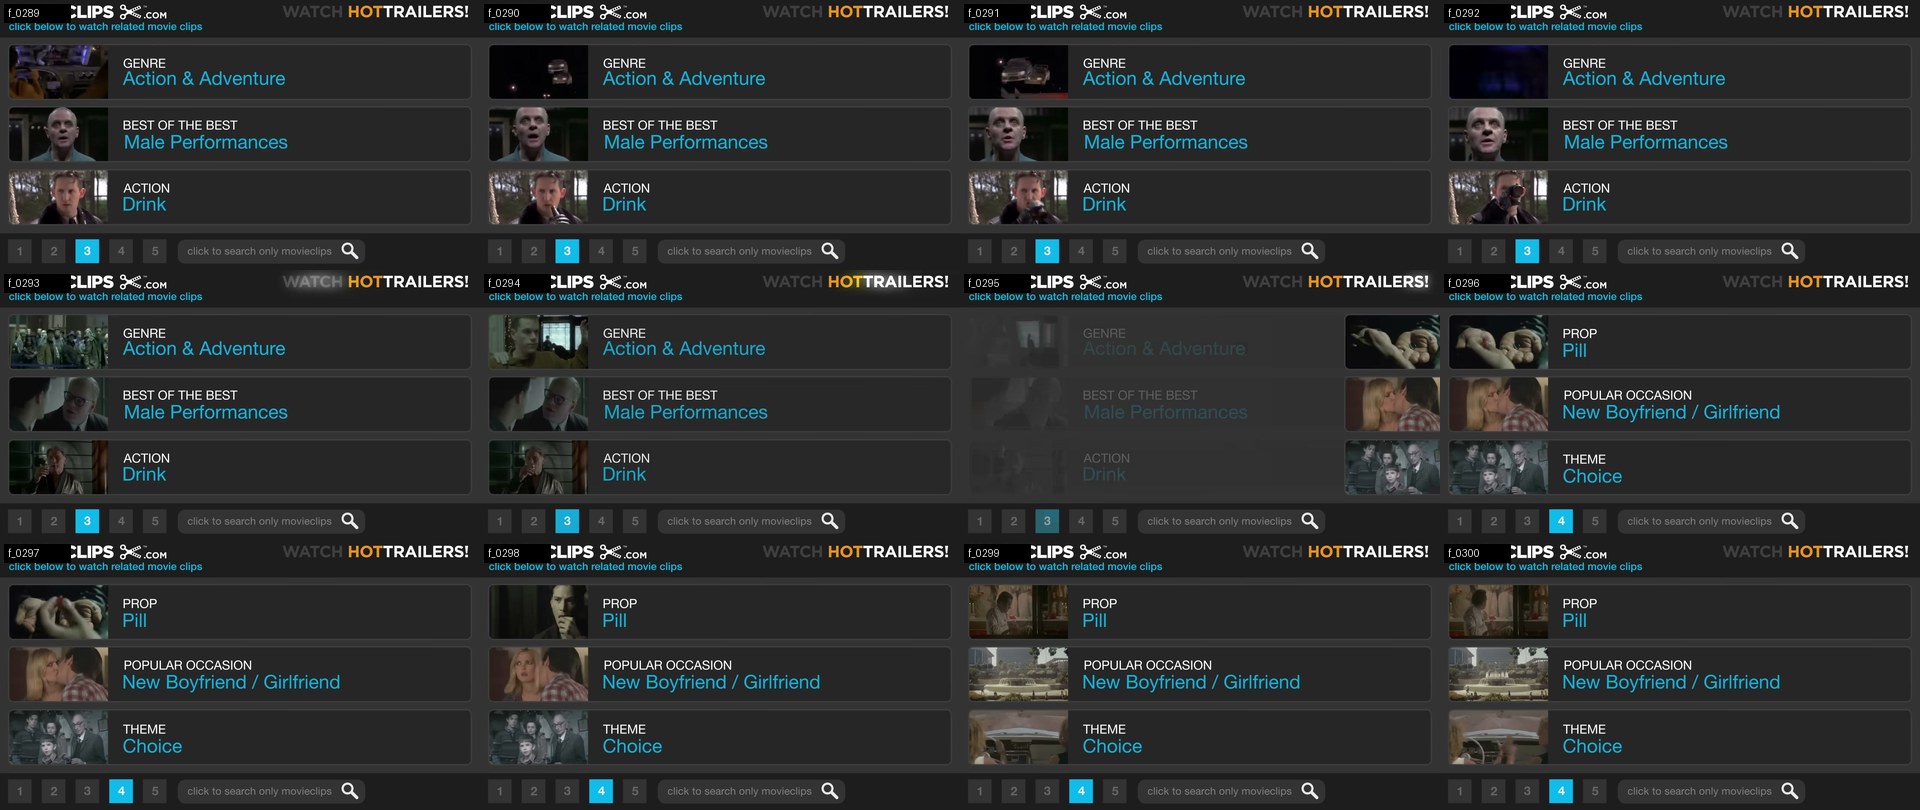 f_0289 CLIPS .COM WATCH HOTTRAILERS!
click below to watch related movie clips
GENRE
Action & Adventure
BEST OF THE BEST
Male Performances
ACTION
Drink
1 2 3 4 5 click to search only movieclips
f_0290 CLIPS .COM WATCH HOTTRAILERS!
click below to watch related movie clips
GENRE
Action & Adventure
BEST OF THE BEST
Male Performances
ACTION
Drink
1 2 3 4 5 click to search only movieclips
f_0291 CLIPS .COM WATCH HOTTRAILERS!
click below to watch related movie clips
GENRE
Action & Adventure
BEST OF THE BEST
Male Performances
ACTION
Drink
1 2 3 4 5 click to search only movieclips
f_0292 CLIPS .COM WATCH HOTTRAILERS!
click below to watch related movie clips
GENRE
Action & Adventure
BEST OF THE BEST
Male Performances
ACTION
Drink
1 2 3 4 5 click to search only movieclips
f_0293 CLIPS .COM WATCH HOTTRAILERS!
click below to watch related movie clips
GENRE
Action & Adventure
BEST OF THE BEST
Male Performances
ACTION
Drink
1 2 3 4 5 click to search only movieclips
f_0294 CLIPS .COM WATCH HOTTRAILERS!
click below to watch related movie clips
GENRE
Action & Adventure
BEST OF THE BEST
Male Performances
ACTION
Drink
1 2 3 4 5 click to search only movieclips
f_0295 CLIPS .COM WATCH HOTTRAILERS!
click below to watch related movie clips
GENRE
Action & Adventure
BEST OF THE BEST
Male Performances
ACTION
Drink
1 2 3 4 5 click to search only movieclips
f_0296 CLIPS .COM WATCH HOTTRAILERS!
click below to watch related movie clips
PROP
Pill
POPULAR OCCASION
New Boyfriend / Girlfriend
THEME
Choice
1 2 3 4 5 click to search only movieclips
f_0297 CLIPS .COM WATCH HOTTRAILERS!
click below to watch related movie clips
PROP
Pill
POPULAR OCCASION
New Boyfriend / Girlfriend
THEME
Choice
1 2 3 4 5 click to search only movieclips
f_0298 CLIPS .COM WATCH HOTTRAILERS!
click below to watch related movie clips
PROP
Pill
POPULAR OCCASION
New Boyfriend / Girlfriend
THEME
Choice
1 2 3 4 5 click to search only movieclips
f_0299 CLIPS .COM WATCH HOTTRAILERS!
click below to watch related movie clips
PROP
Pill
POPULAR OCCASION
New Boyfriend / Girlfriend
THEME
Choice
1 2 3 4 5 click to search only movieclips
f_0300 CLIPS .COM WATCH HOTTRAILERS!
click below to watch related movie clips
PROP
Pill
POPULAR OCCASION
New Boyfriend / Girlfriend
THEME
Choice
1 2 3 4 5 click to search only movieclips